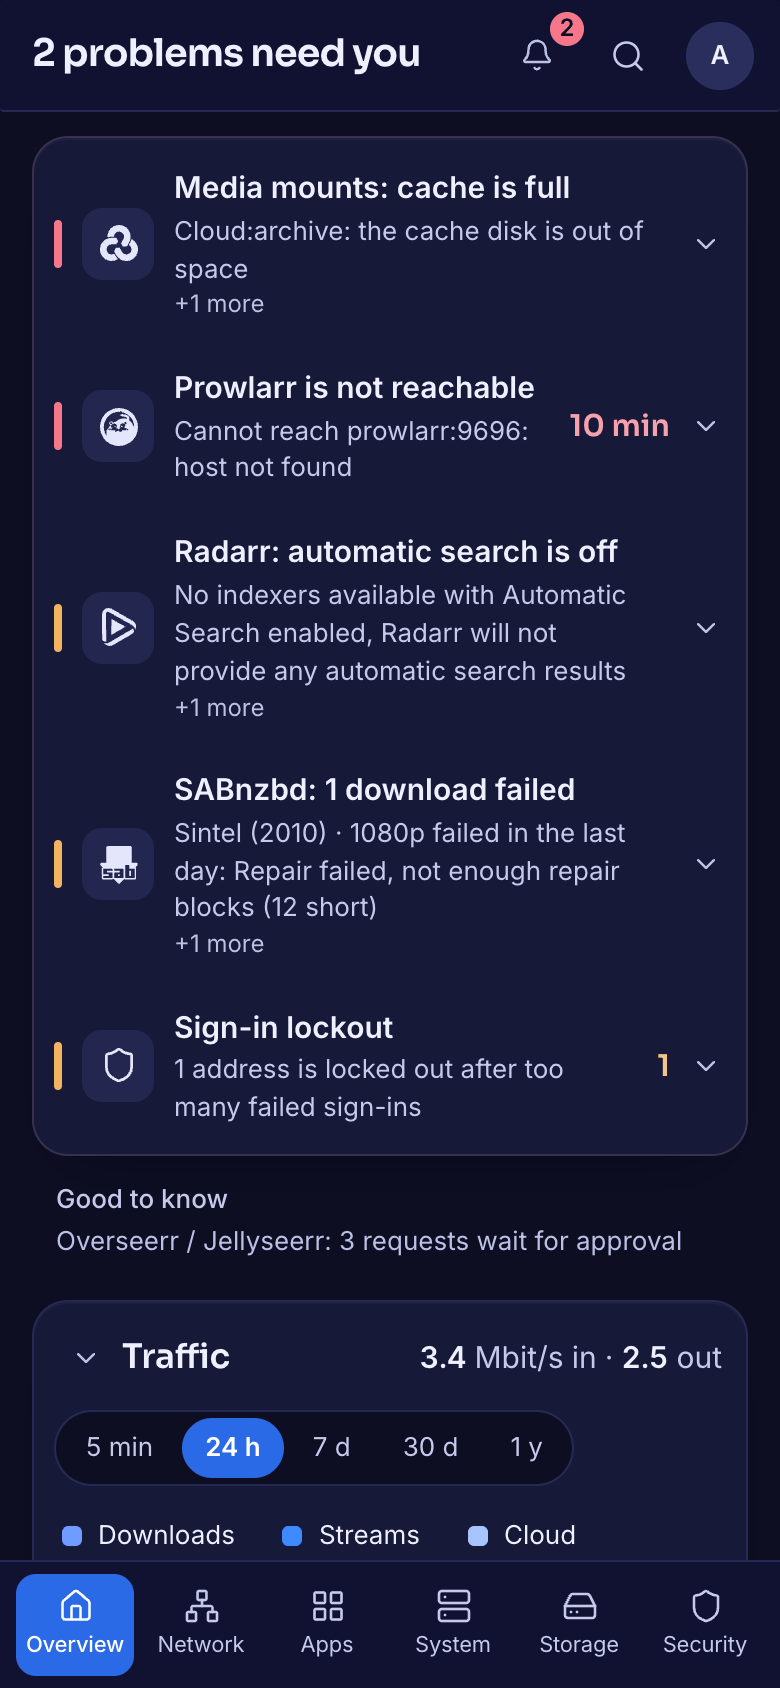 2 problems need you
2
A
Media mounts: cache is full
Cloud:archive: the cache disk is out of
space
+1 more
Prowlarr is not reachable
Cannot reach prowlarr:9696:
host not found
10 min
Radarr: automatic search is off
No indexers available with Automatic
Search enabled, Radarr will not
provide any automatic search results
+1 more
SABnzbd: 1 download failed
sab
Sintel (2010) · 1080p failed in the last
day: Repair failed, not enough repair
blocks (12 short)
+1 more
Sign-in lockout
1 address is locked out after too
many failed sign-ins
1
Good to know
Overseerr / Jellyseerr: 3 requests wait for approval
Traffic
3.4 Mbit/s in · 2.5 out
5 min 24 h 7 d 30 d 1 y
Downloads Streams Cloud
Overview Network Apps System Storage Security